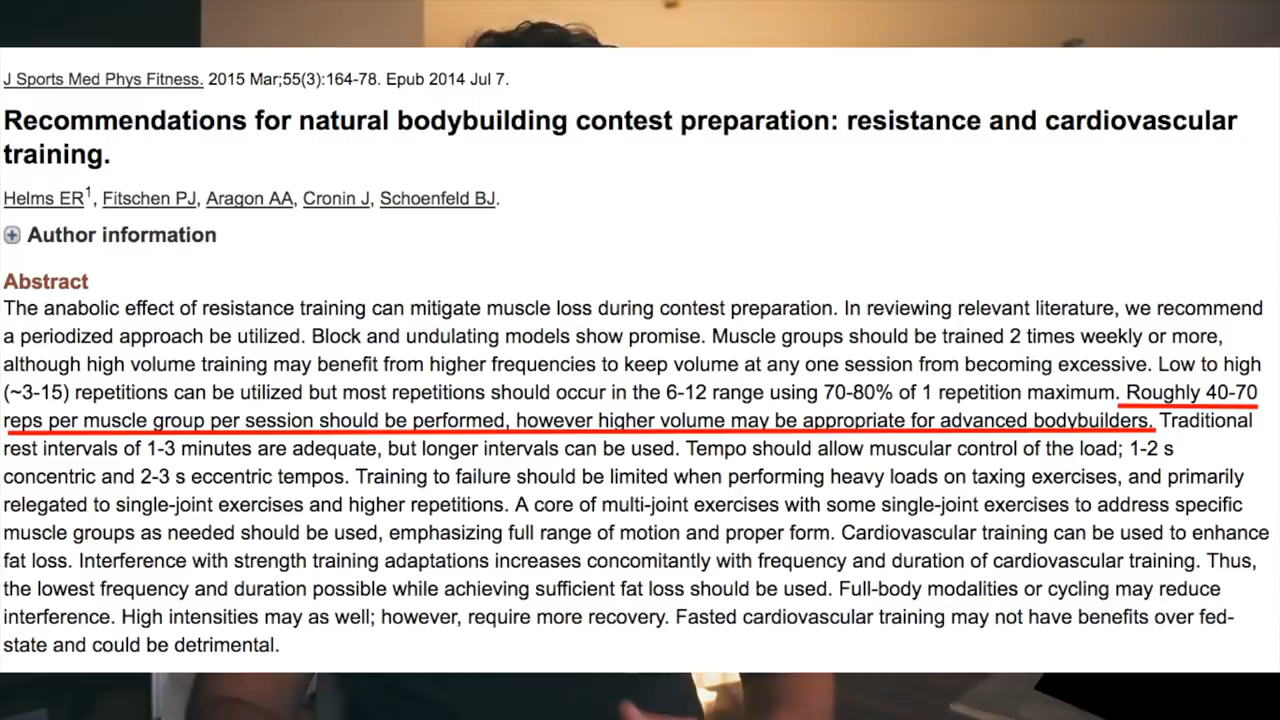 J Sports Med Phys Fitness. 2015 Mar;55(3):164-78. Epub 2014 Jul 7.
Recommendations for natural bodybuilding contest preparation: resistance and cardiovascular
training.
Helms ER1, Fitschen PJ, Aragon AA, Cronin J, Schoenfeld BJ.
Author information
Abstract
The anabolic effect of resistance training can mitigate muscle loss during contest preparation. In reviewing relevant literature, we recommend
a periodized approach be utilized. Block and undulating models show promise. Muscle groups should be trained 2 times weekly or more,
although high volume training may benefit from higher frequencies to keep volume at any one session from becoming excessive. Low to high
(~3-15) repetitions can be utilized but most repetitions should occur in the 6-12 range using 70-80% of 1 repetition maximum. Roughly 40-70
reps per muscle group per session should be performed, however higher volume may be appropriate for advanced bodybuilders. Traditional
rest intervals of 1-3 minutes are adequate, but longer intervals can be used. Tempo should allow muscular control of the load; 1-2 s
concentric and 2-3 s eccentric tempos. Training to failure should be limited when performing heavy loads on taxing exercises, and primarily
relegated to single-joint exercises and higher repetitions. A core of multi-joint exercises with some single-joint exercises to address specific
muscle groups as needed should be used, emphasizing full range of motion and proper form. Cardiovascular training can be used to enhance
fat loss. Interference with strength training adaptations increases concomitantly with frequency and duration of cardiovascular training. Thus,
the lowest frequency and duration possible while achieving sufficient fat loss should be used. Full-body modalities or cycling may reduce
interference. High intensities may as well; however, require more recovery. Fasted cardiovascular training may not have benefits over fed-
state and could be detrimental.